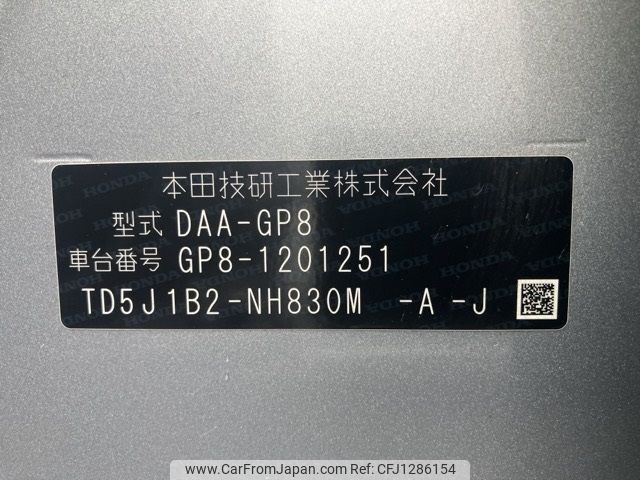 本田技研工業株式会社
型式 DAA-GP8
車台番号 GP8-1201251
TD5J1B2-NH830M -A -J
www.CarFromJapan.com - CFJ1286154